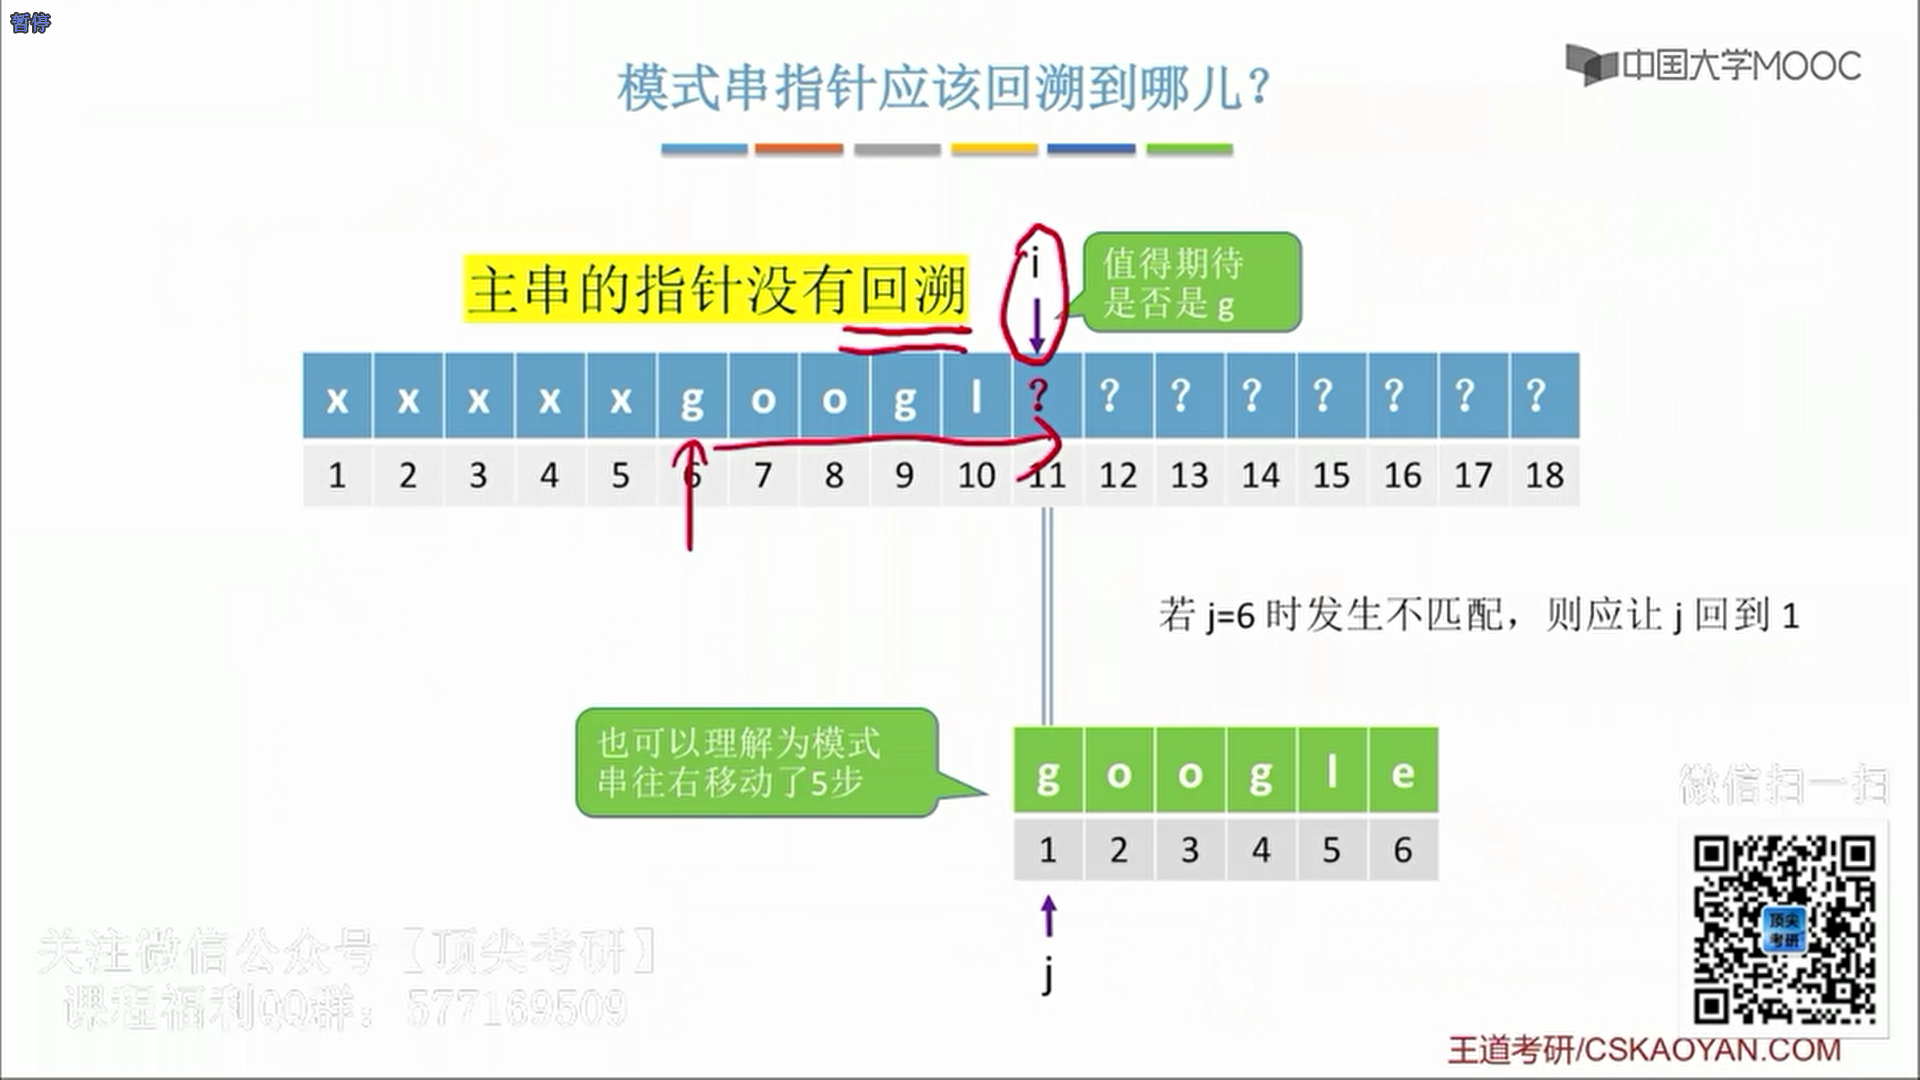 暂停
中国大学MOOC
模式串指针应该回溯到哪儿？
主串的指针没有回溯
i
值得期待
是否是 g
x x x x x g o o g l ? ? ? ? ? ? ? ?
1 2 3 4 5 6 7 8 9 10 11 12 13 14 15 16 17 18
若 j=6 时发生不匹配，则应让 j 回到 1
也可以理解为模式
串往右移动了5步
g o o g l e
1 2 3 4 5 6
j
微信扫一扫
顶尖
考研
关注微信公众号【顶尖考研】
课程福利QQ群：577169509
王道考研/CSKAOYAN.COM